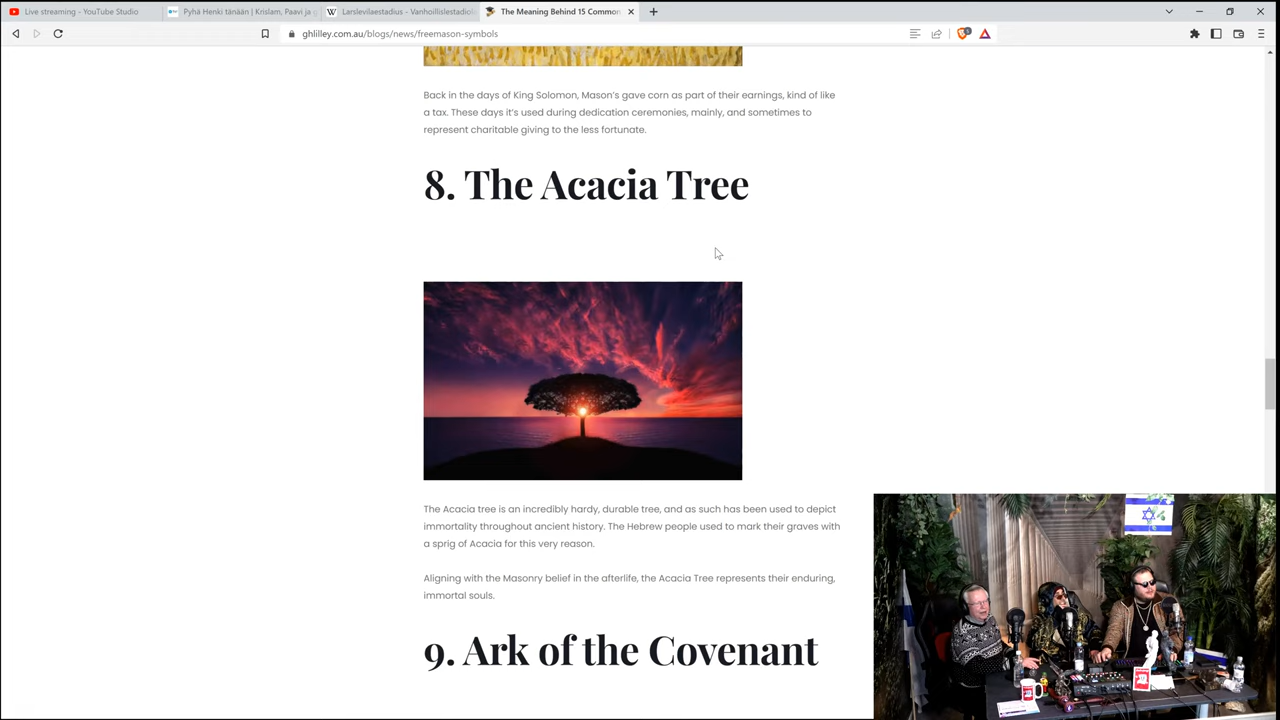 Live streaming - YouTube Studio
Pyhä Henki tänään | Krislam, Paavi ja
Larslevilaestadius - Vanhoillislestadiol
The Meaning Behind 15 Common
ghlilley.com.au/blogs/news/freemason-symbols
Back in the days of King Solomon, Mason's gave corn as part of their earnings, kind of like
a tax. These days it's used during dedication ceremonies, mainly, and sometimes to
represent charitable giving to the less fortunate.
8. The Acacia Tree
The Acacia tree is an incredibly hardy, durable tree, and as such has been used to depict
immortality throughout ancient history. The Hebrew people used to mark their graves with
a sprig of Acacia for this very reason.
Aligning with the Masonry belief in the afterlife, the Acacia Tree represents their enduring,
immortal souls.
9. Ark of the Covenant